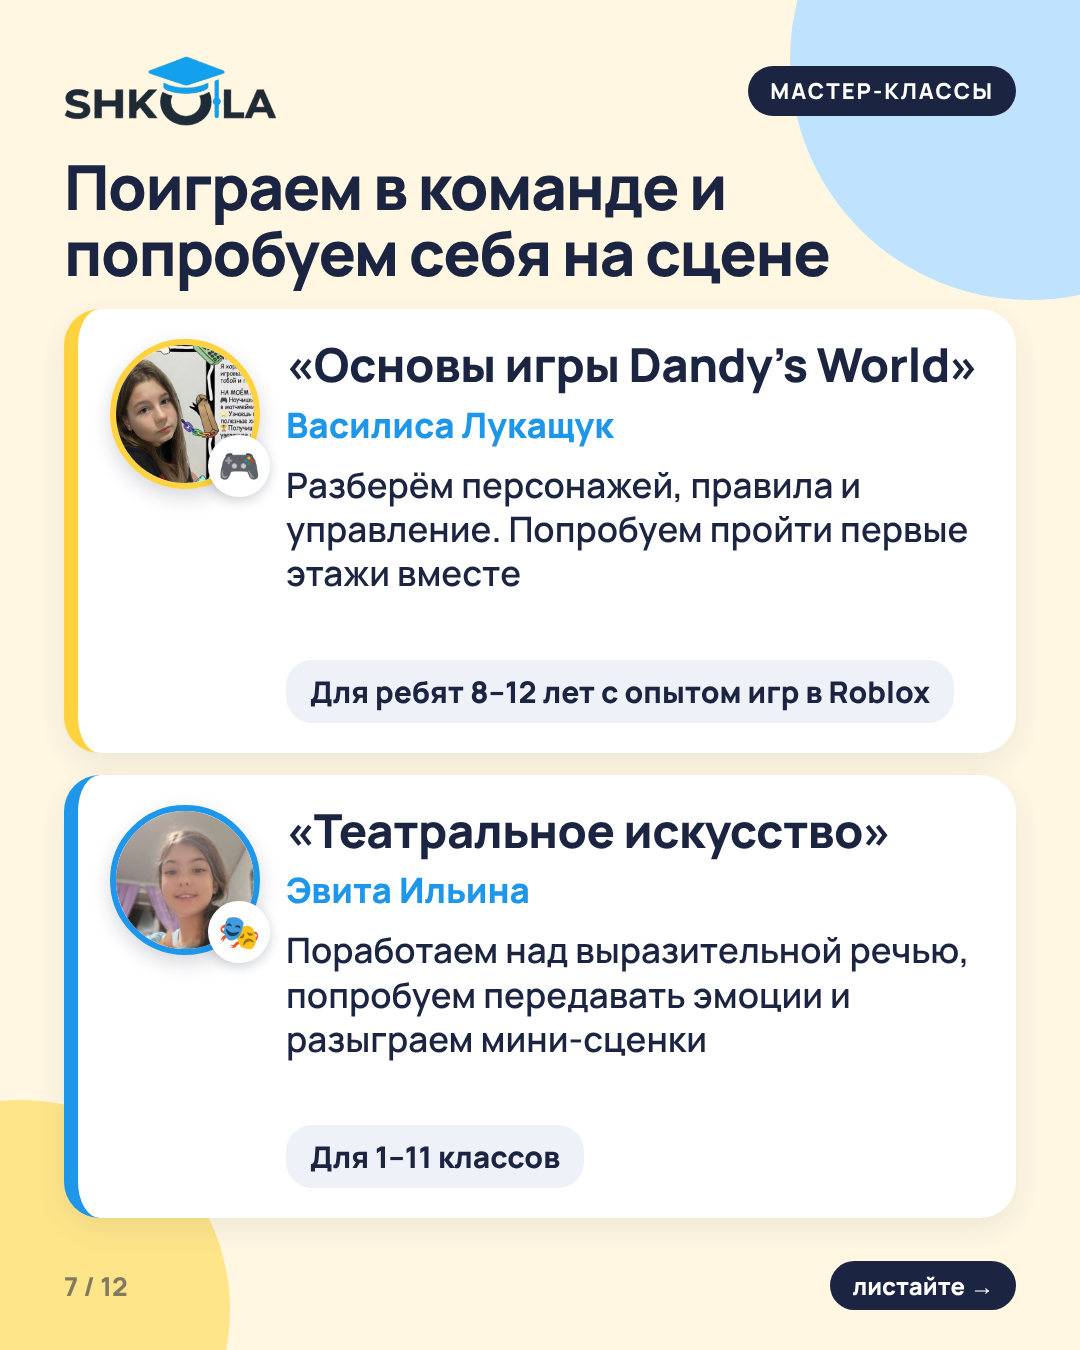 SHKOLA
МАСТЕР-КЛАССЫ
Поиграем в команде и
попробуем себя на сцене
«Основы игры Dandy’s World»
Василиса Лукащук
Разберём персонажей, правила и
управление. Попробуем пройти первые
этажи вместе
Для ребят 8–12 лет с опытом игр в Roblox
«Театральное искусство»
Эвита Ильина
Поработаем над выразительной речью,
попробуем передавать эмоции и
разыграем мини-сценки
Для 1–11 классов
7 / 12
листайте →